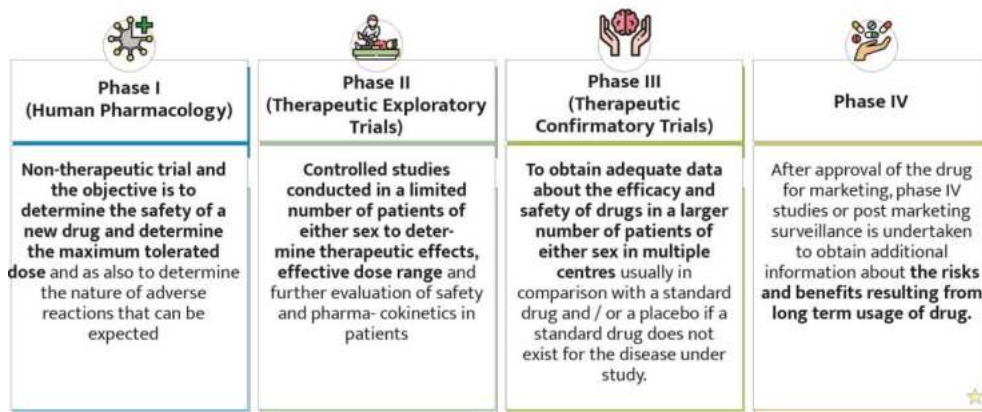 Phase I
(Human Pharmacology)
Non-therapeutic trial and
the objective is to
determine the safety of a
new drug and determine
the maximum tolerated
dose and as also to determine
the nature of adverse
reactions that can be
expected
Phase II
(Therapeutic Exploratory
Trials)
Controlled studies
conducted in a limited
number of patients of
either sex to deter-
mine therapeutic effects,
effective dose range and
further evaluation of safety
and pharma- cokinetics in
patients
Phase III
(Therapeutic
Confirmatory Trials)
To obtain adequate data
about the efficacy and
safety of drugs in a larger
number of patients of
either sex in multiple
centres usually in
comparison with a standard
drug and / or a placebo if a
standard drug does not
exist for the disease under
study.
Phase IV
After approval of the drug
for marketing, phase IV
studies or post marketing
surveillance is undertaken
to obtain additional
information about the risks
and benefits resulting from
long term usage of drug.